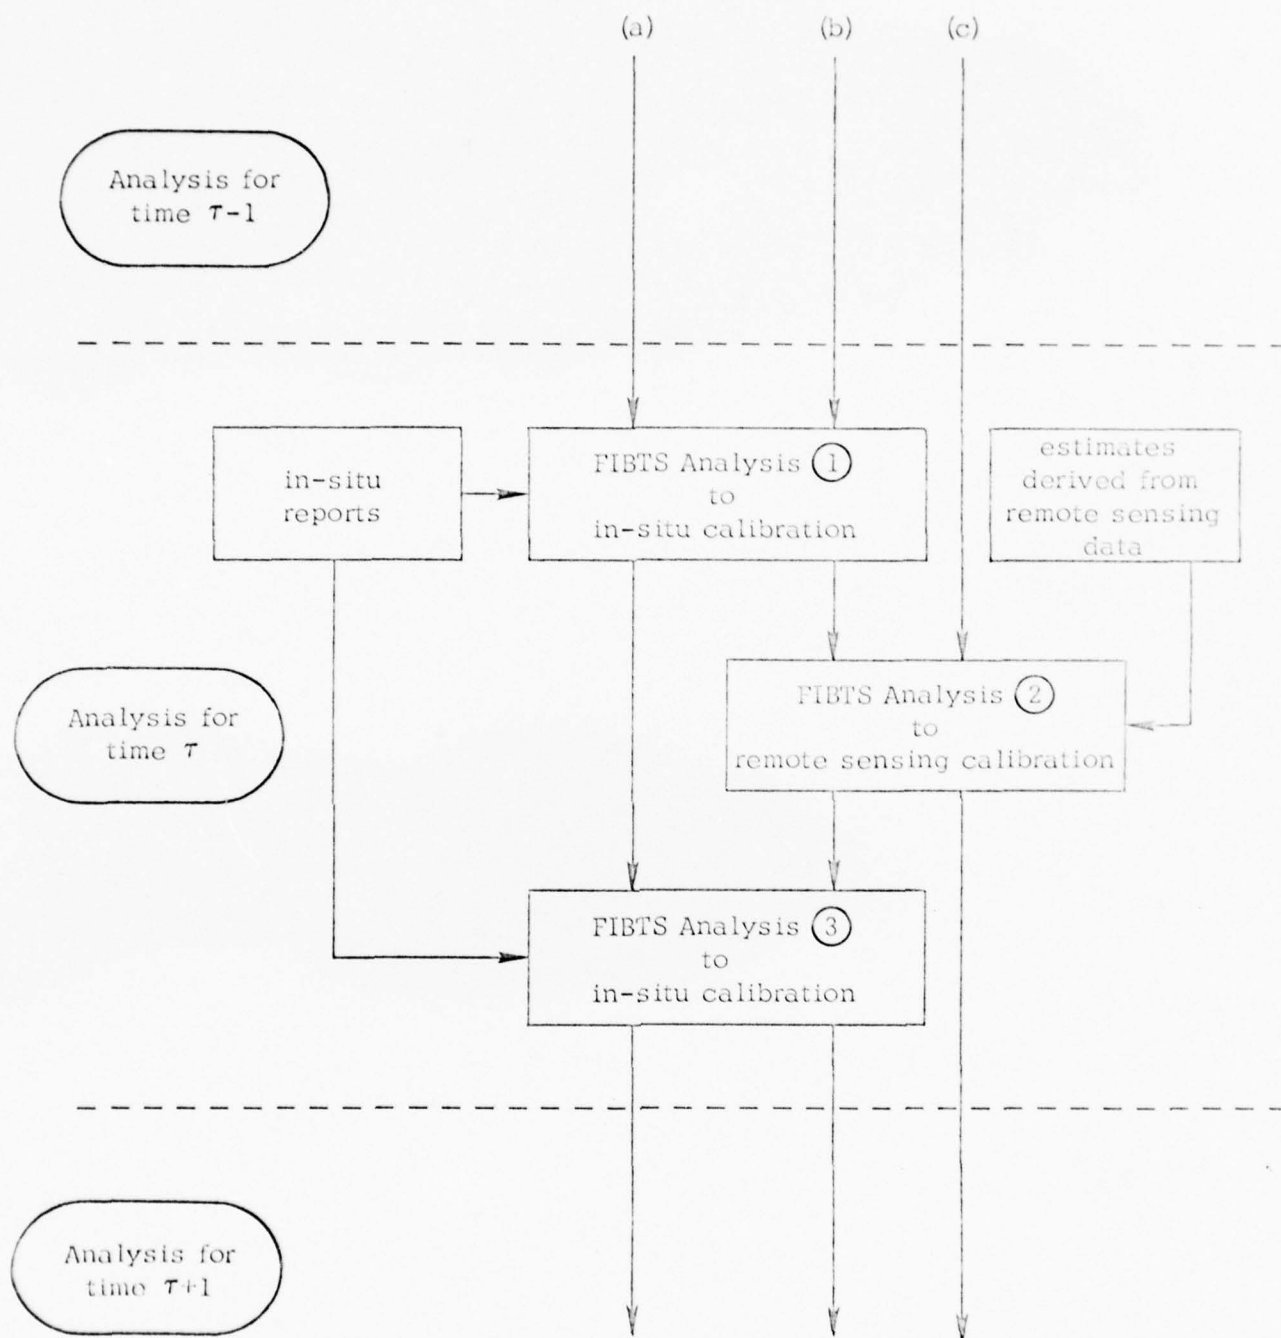 (a)
(b)
(c)
Analysis for
time τ-1
in-situ
reports
FIBTS Analysis 1
to
in-situ calibration
estimates
derived from
remote sensing
data
Analysis for
time τ
FIBTS Analysis 2
to
remote sensing calibration
FIBTS Analysis 3
to
in-situ calibration
Analysis for
time τ+1